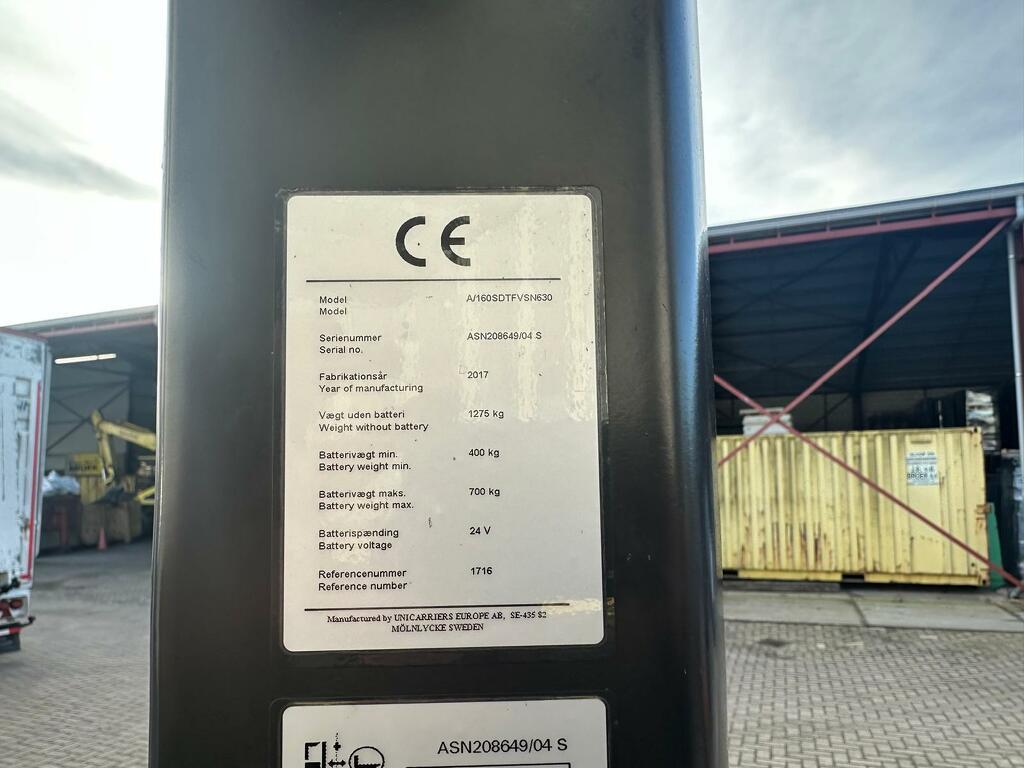 CE
Model A/160SDTFVSN630
Model
Serienummer ASN208649/04 S
Serial no.
Fabrikationsår 2017
Year of manufacturing
Vægt uden batteri 1275 kg
Weight without battery
Batterivægt min. 400 kg
Battery weight min.
Batterivægt maks. 700 kg
Battery weight max.
Batterispænding 24 V
Battery voltage
Referencenummer 1716
Reference number
Manufactured by UNICARRIERS EUROPE AB, SE-435 82
MÖLNLYCKE SWEDEN
ASN208649/04 S